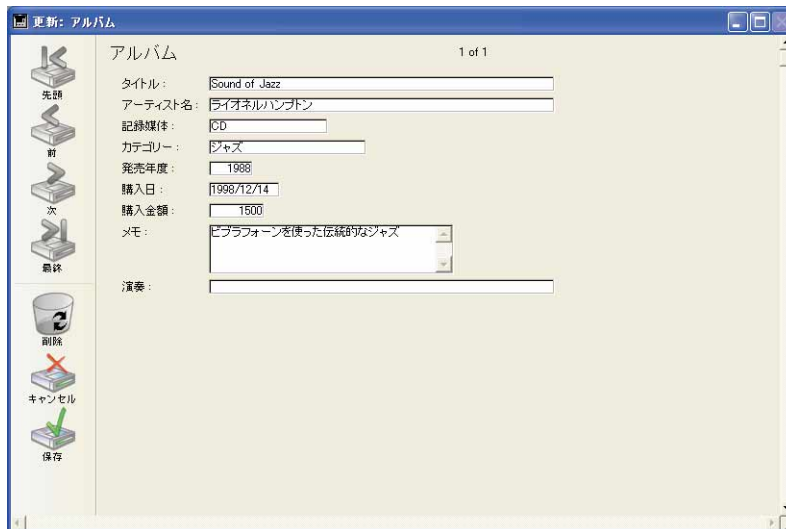 更新: アルバム
アルバム 1 of 1
タイトル: Sound of Jazz
アーティスト名: ライオネルハンプトン
記録媒体: CD
カテゴリー: ジャズ
発売年度: 1988
購入日: 1998/12/14
購入金額: 1500
メモ: ビブラフォーンを使った伝統的なジャズ
演奏:
先頭
前
次
最終
削除
キャンセル
保存